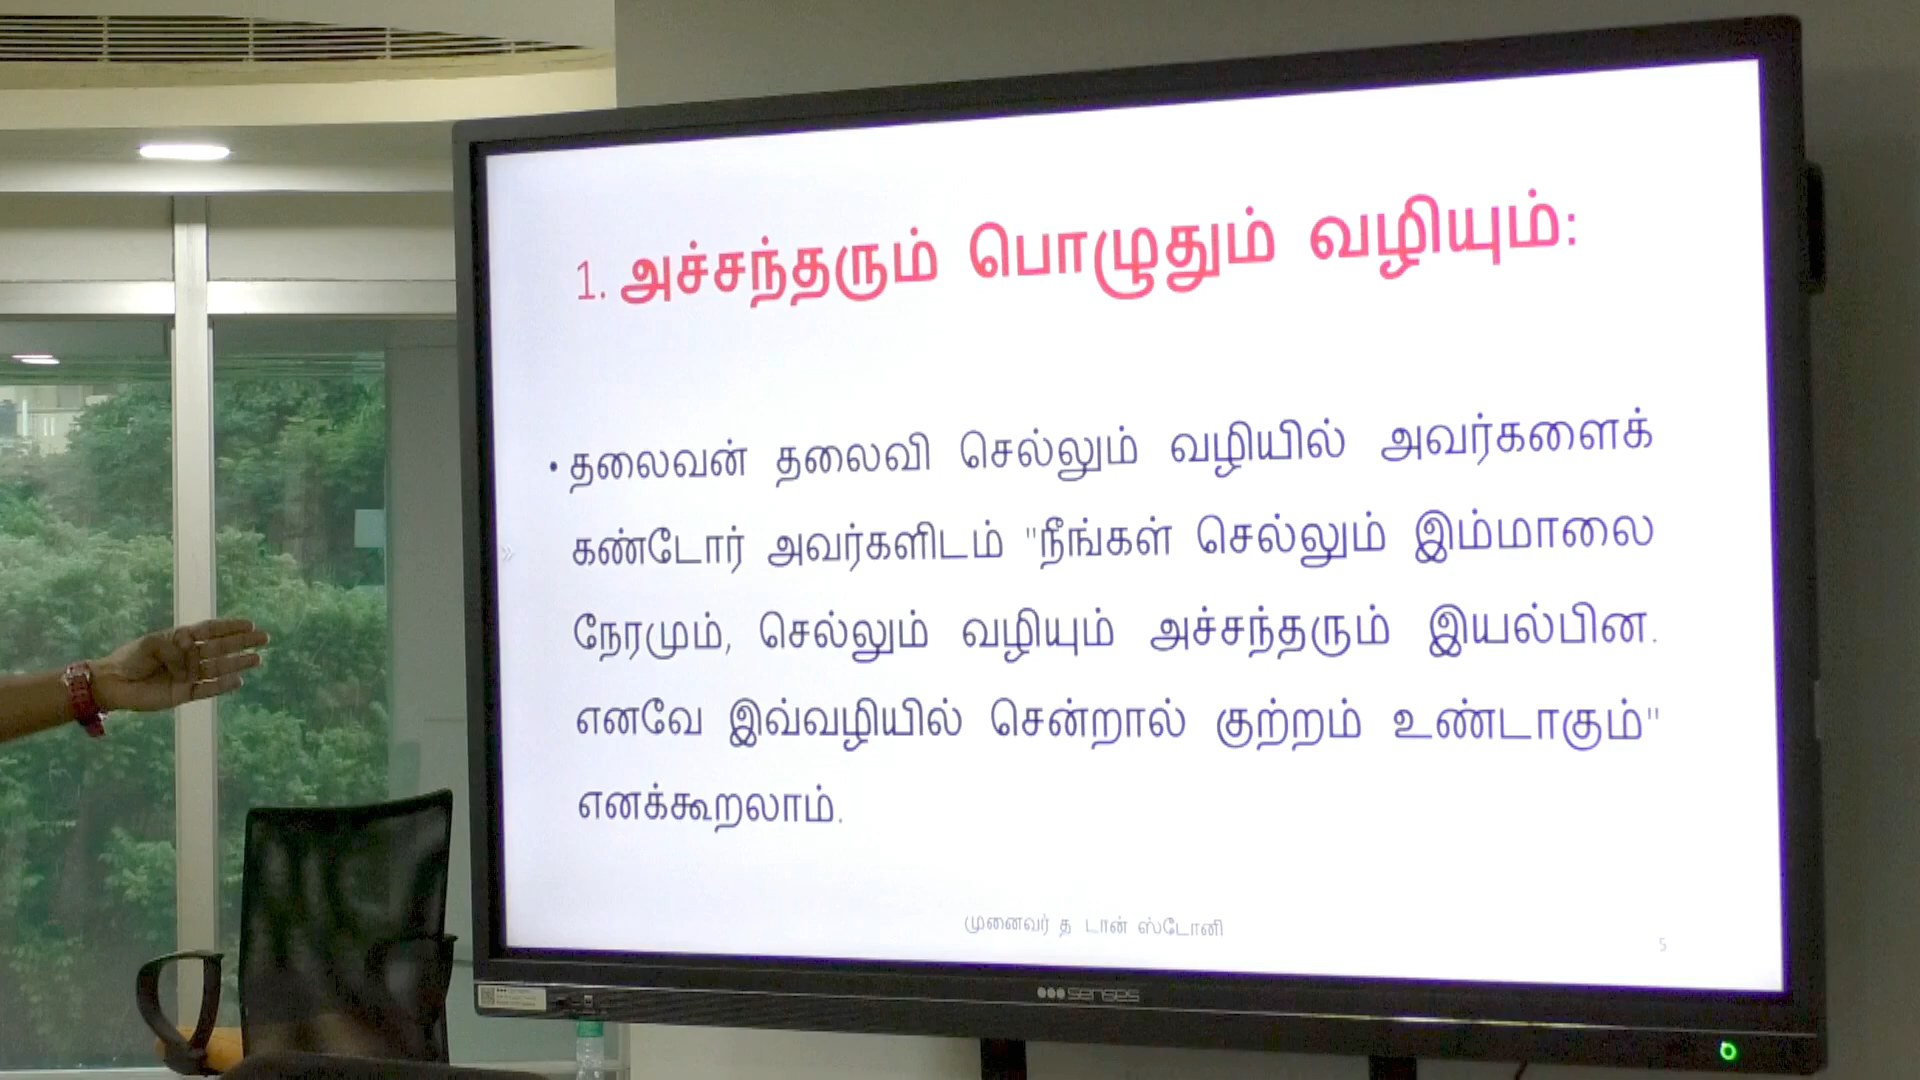 1. அச்சந்தரும் பொழுதும் வழியும்:
• தலைவன் தலைவி செல்லும் வழியில் அவர்களைக்
கண்டோர் அவர்களிடம் "நீங்கள் செல்லும் இம்மாலை
நேரமும், செல்லும் வழியும் அச்சந்தரும் இயல்பின.
எனவே இவ்வழியில் சென்றால் குற்றம் உண்டாகும்"
எனக்கூறலாம்.
முனைவர் த டான் ஸ்டோனி
5
senses